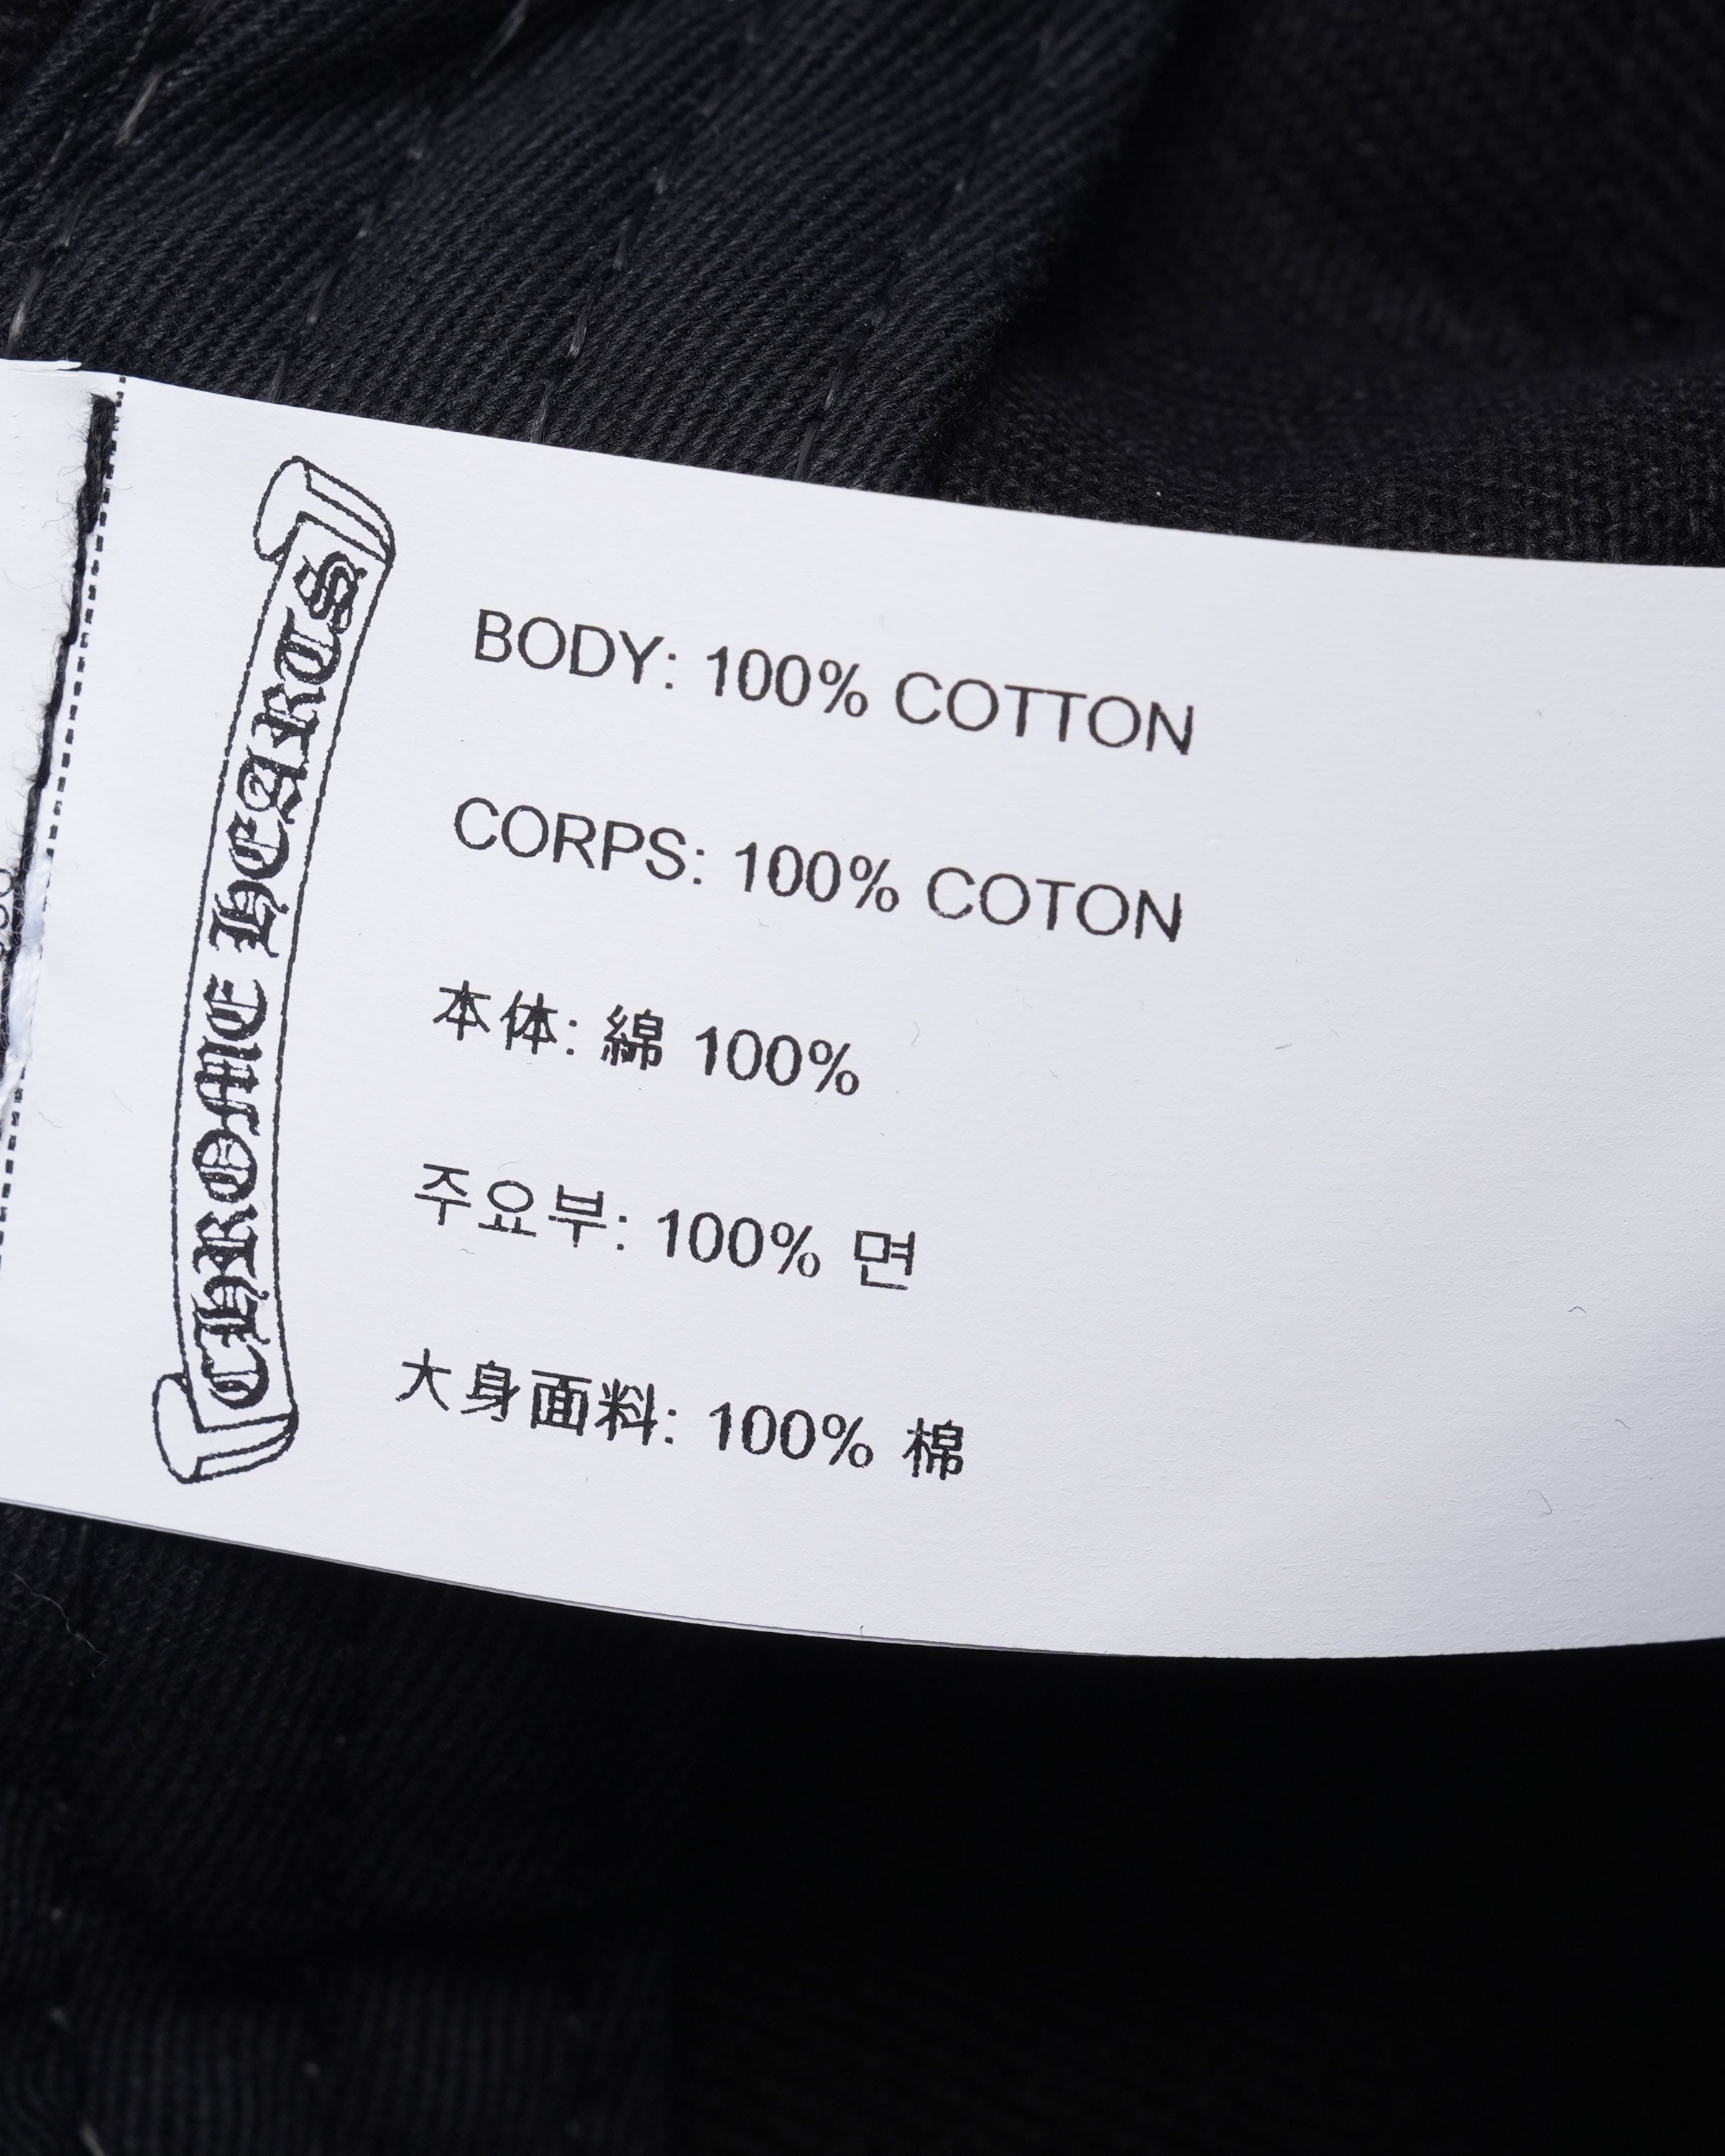 CHROME HEARTS
BODY: 100% COTTON
CORPS: 100% COTON
本体: 綿 100%
주요부: 100% 면
大身面料: 100% 棉